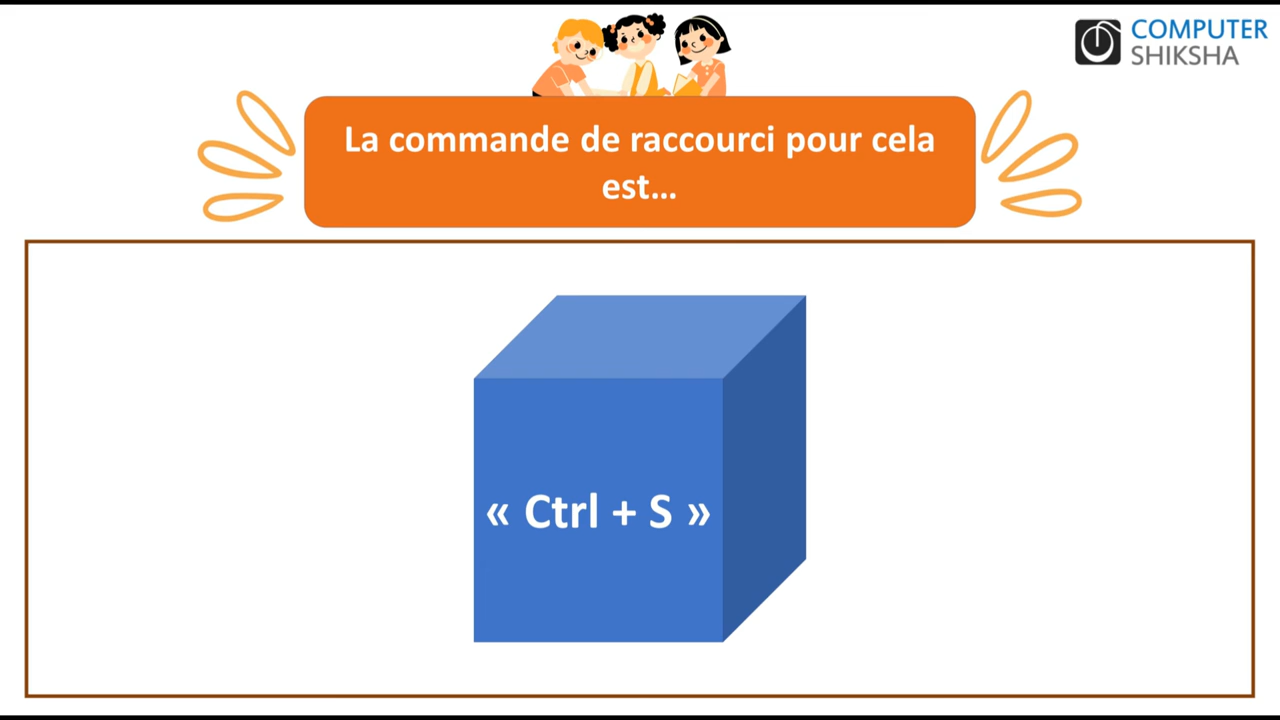 COMPUTER
SHIKSHA
La commande de raccourci pour cela
est...
« Ctrl + S »